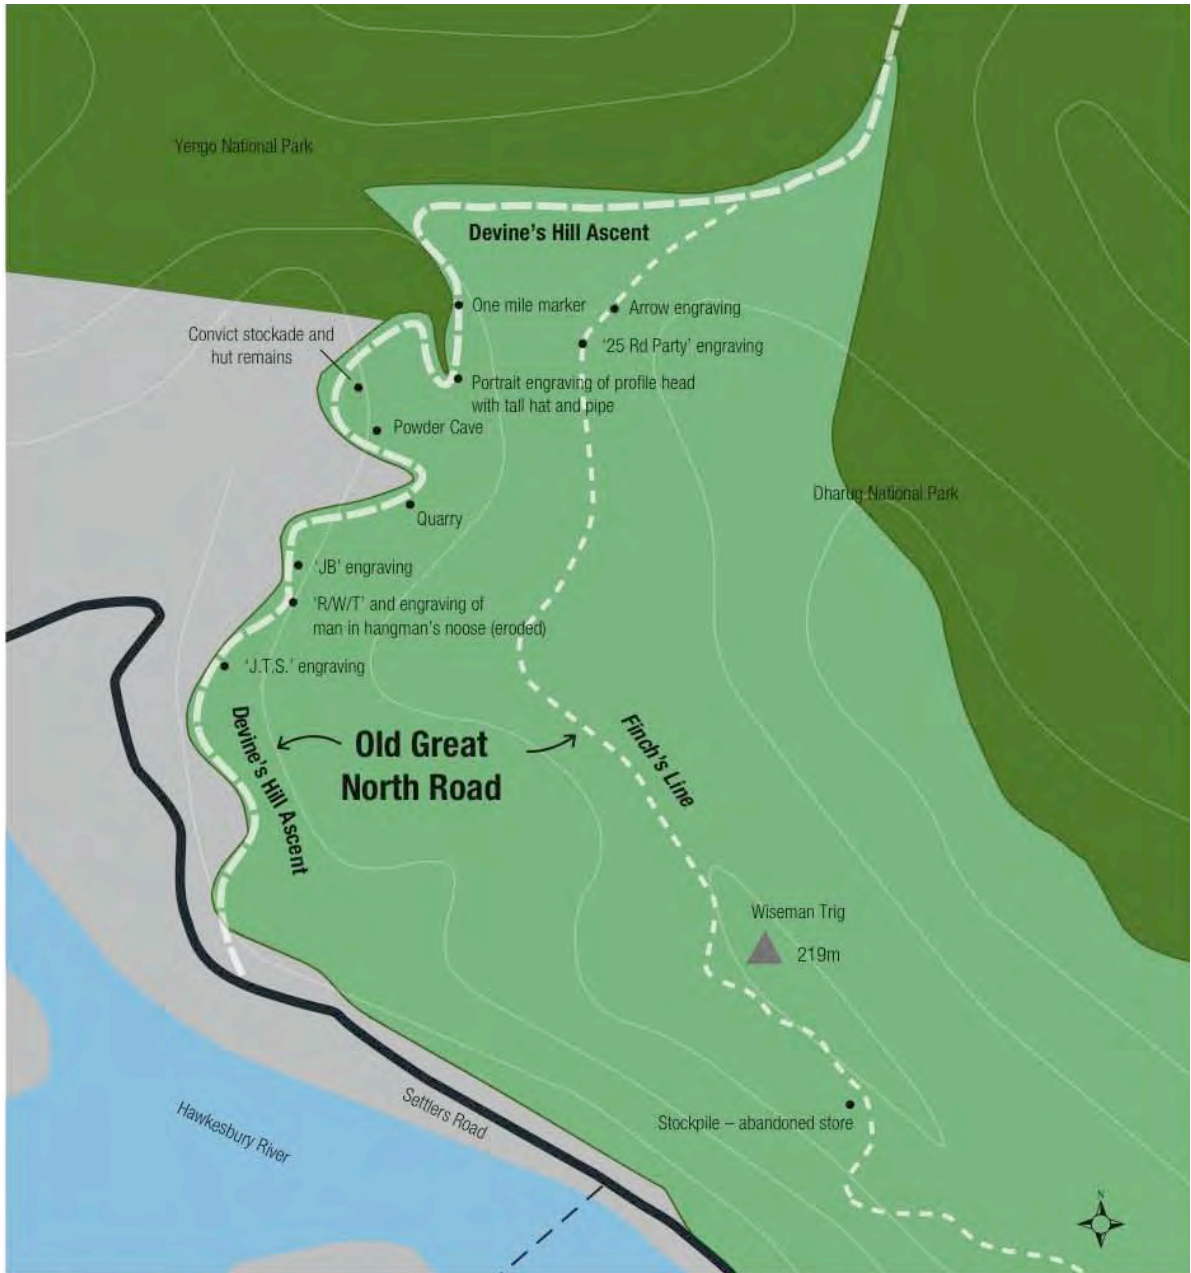 Yengo National Park
Devine's Hill Ascent
One mile marker
Arrow engraving
Convict stockade and
hut remains
'25 Rd Party' engraving
Portrait engraving of profile head
with tall hat and pipe
Powder Cave
Dharug National Park
Quarry
'JB' engraving
'R/W/T' and engraving of
man in hangman's noose (eroded)
'J.T.S.' engraving
Devine's Hill Ascent
Old Great
North Road
Finch's Line
Wiseman Trig
219m
Settlers Road
Stockpile – abandoned store
Hawkesbury River
N